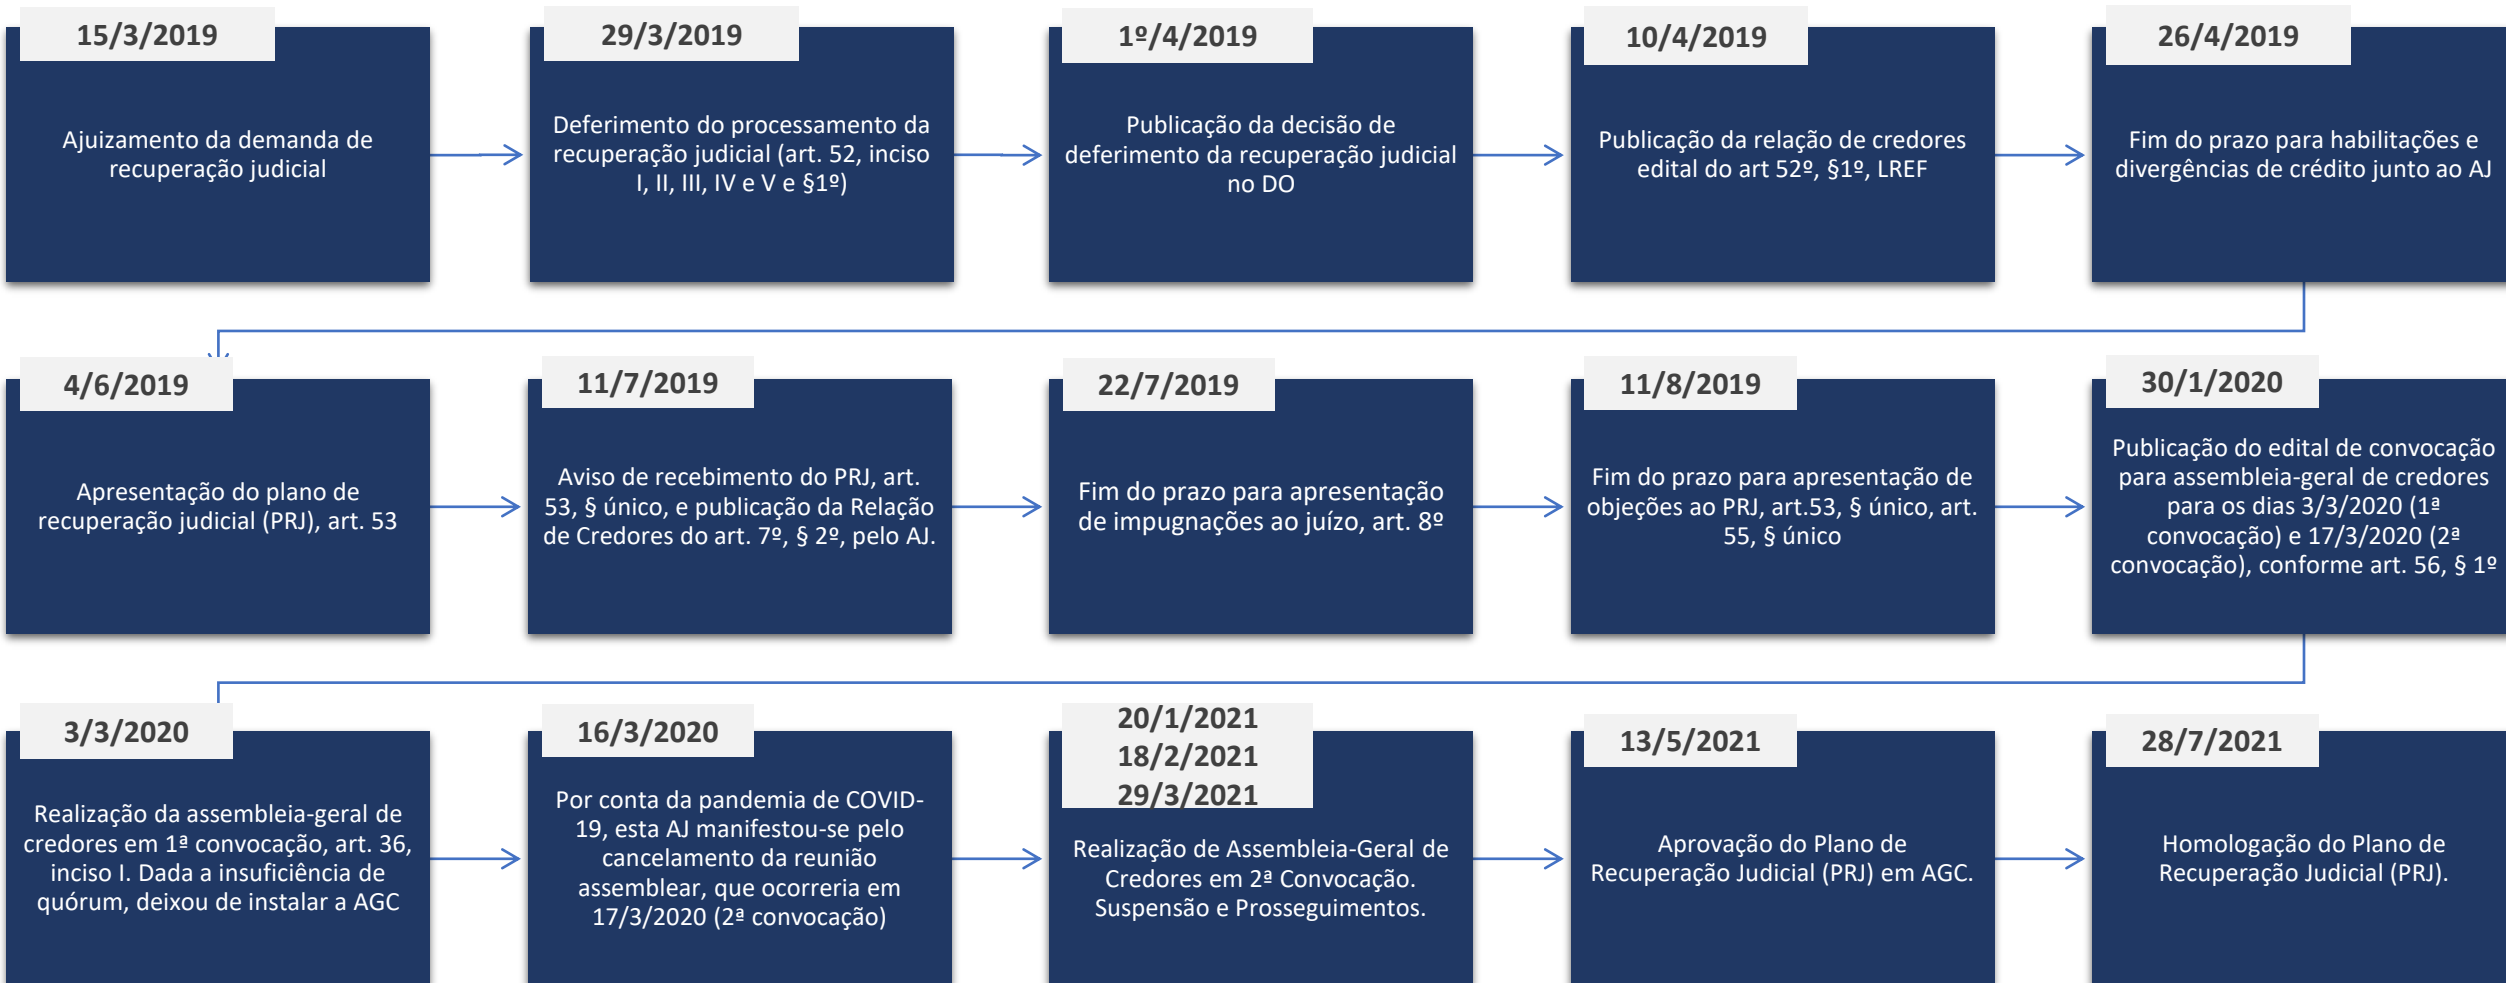 15/3/2019
Ajuizamento da demanda de
recuperação judicial
29/3/2019
Deferimento do processamento da
recuperação judicial (art. 52, inciso
I, II, III, IV e V e §1º)
1º/4/2019
Publicação da decisão de
deferimento da recuperação judicial
no DO
10/4/2019
Publicação da relação de credores
edital do art 52º, §1º, LREF
26/4/2019
Fim do prazo para habilitações e
divergências de crédito junto ao AJ
4/6/2019
Apresentação do plano de
recuperação judicial (PRJ), art. 53
11/7/2019
Aviso de recebimento do PRJ, art.
53, § único, e publicação da Relação
de Credores do art. 7º, § 2º, pelo AJ.
22/7/2019
Fim do prazo para apresentação
de impugnações ao juízo, art. 8º
11/8/2019
Fim do prazo para apresentação de
objeções ao PRJ, art.53, § único, art.
55, § único
30/1/2020
Publicação do edital de convocação
para assembleia-geral de credores
para os dias 3/3/2020 (1ª
convocação) e 17/3/2020 (2ª
convocação), conforme art. 56, § 1º
3/3/2020
Realização da assembleia-geral de
credores em 1ª convocação, art. 36,
inciso I. Dada a insuficiência de
quórum, deixou de instalar a AGC
16/3/2020
Por conta da pandemia de COVID-
19, esta AJ manifestou-se pelo
cancelamento da reunião
assemblear, que ocorreria em
17/3/2020 (2ª convocação)
20/1/2021
18/2/2021
29/3/2021
Realização de Assembleia-Geral de
Credores em 2ª Convocação.
Suspensão e Prosseguimentos.
13/5/2021
Aprovação do Plano de
Recuperação Judicial (PRJ) em AGC.
28/7/2021
Homologação do Plano de
Recuperação Judicial (PRJ).